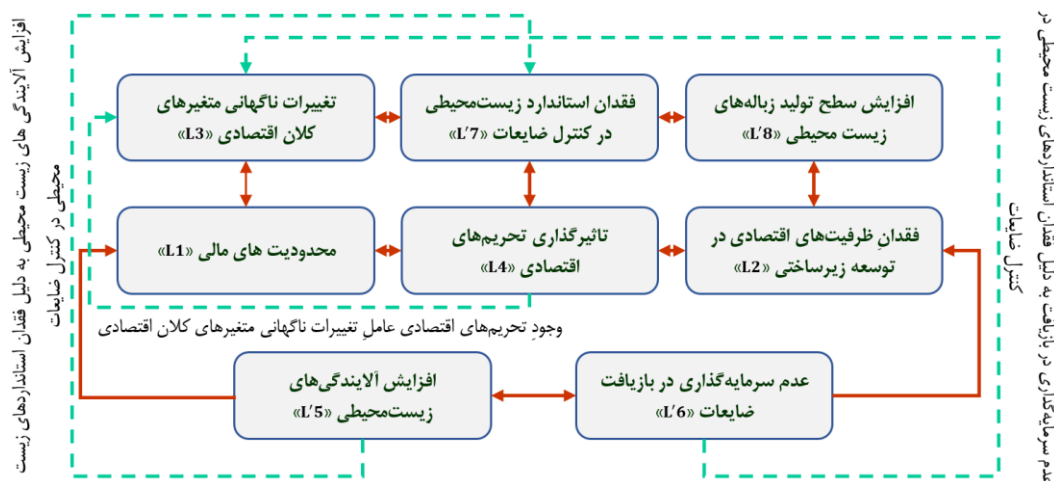 افزایش سطح تولید زباله‌های
زیست محیطی «L′8»
فقدان استاندارد زیست‌محیطی
در کنترل ضایعات «L′7»
تغییرات ناگهانی متغیرهای
کلان اقتصادی «L3»
فقدانِ ظرفیت‌های اقتصادی در
توسعه زیرساختی «L2»
تاثیرگذاری تحریم‌های
اقتصادی «L4»
محدودیت های مالی «L1»
وجودِ تحریم‌های اقتصادی عاملِ تغییرات ناگهانی متغیرهای کلان اقتصادی
عدم سرمایه‌گذاری در بازیافت
ضایعات «L′6»
افزایش آلایندگی‌های
زیست‌محیطی «L′5»
عدم سرمایه گذاری در بازیافت به دلیل فقدان استانداردهای زیست محیطی در
کنترل ضایعات
افزایش آلایندگی های زیست محیطی به دلیل فقدان استانداردهای زیست
محیطی در کنترل ضایعات